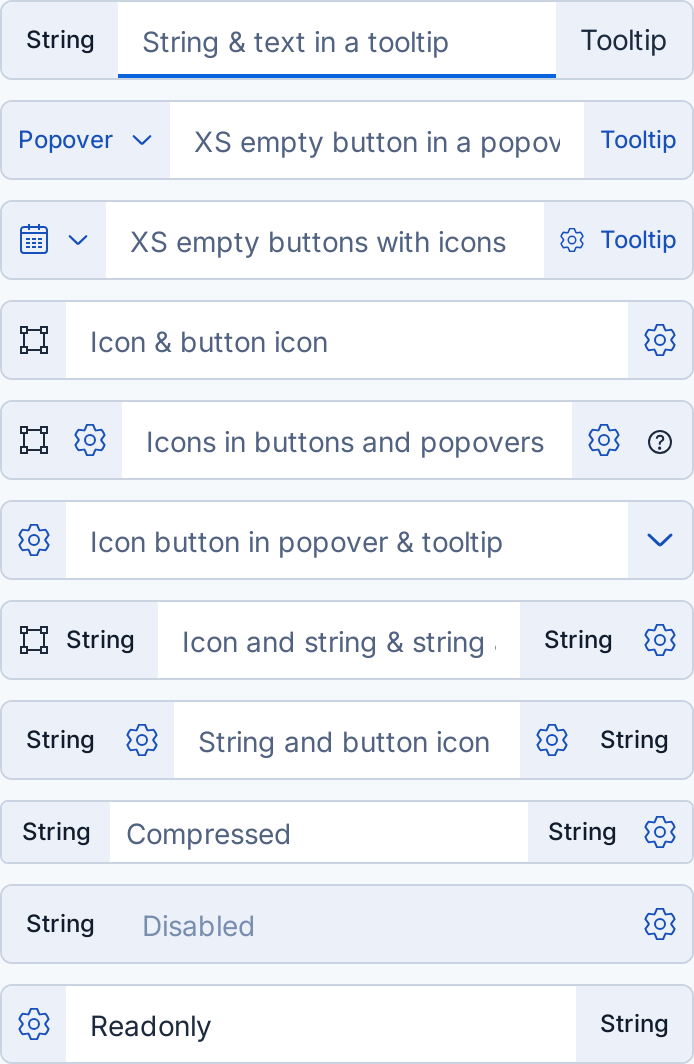 String String & text in a tooltip Tooltip
Popover XS empty button in a popov Tooltip
XS empty buttons with icons Tooltip
Icon & button icon
Icons in buttons and popovers
Icon button in popover & tooltip
String Icon and string & string String
String String and button icon String
String Compressed String
String Disabled
Readonly String